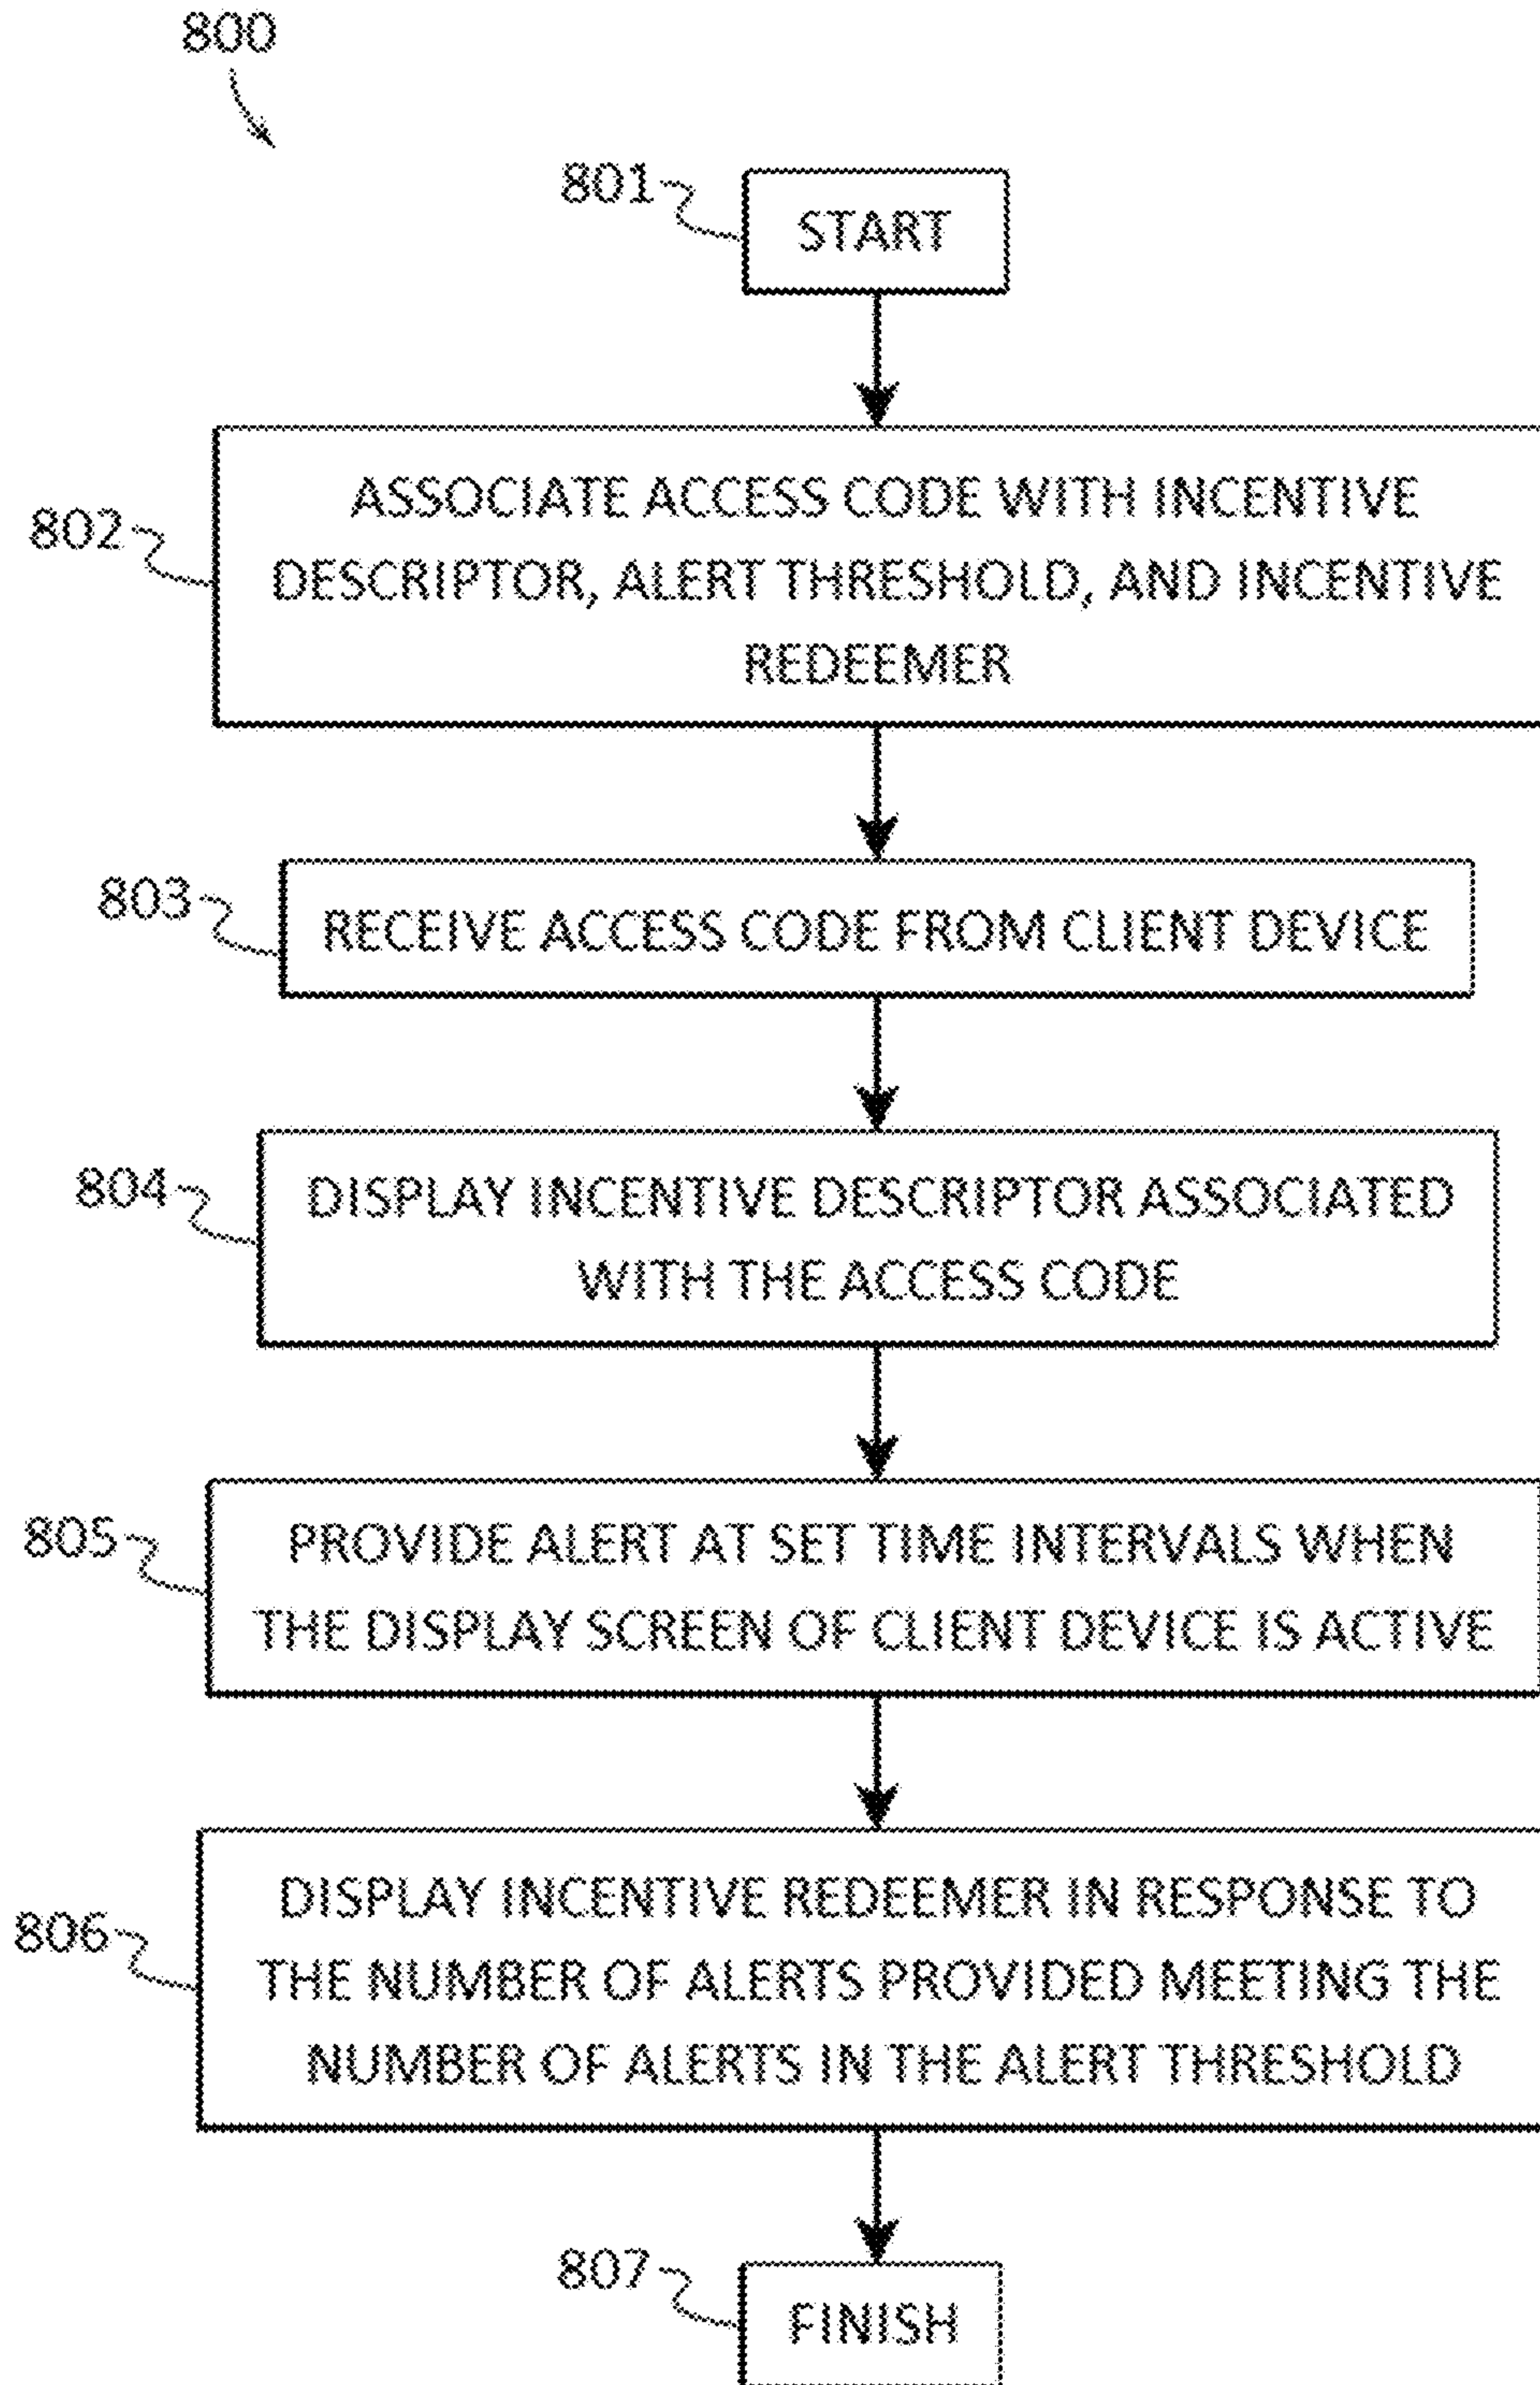 800
801
START
802
ASSOCIATE ACCESS CODE WITH INCENTIVE
DESCRIPTOR, ALERT THRESHOLD, AND INCENTIVE
REDEEMER
803
RECEIVE ACCESS CODE FROM CLIENT DEVICE
804
DISPLAY INCENTIVE DESCRIPTOR ASSOCIATED
WITH THE ACCESS CODE
805
PROVIDE ALERT AT SET TIME INTERVALS WHEN
THE DISPLAY SCREEN OF CLIENT DEVICE IS ACTIVE
806
DISPLAY INCENTIVE REDEEMER IN RESPONSE TO
THE NUMBER OF ALERTS PROVIDED MEETING THE
NUMBER OF ALERTS IN THE ALERT THRESHOLD
807
FINISH